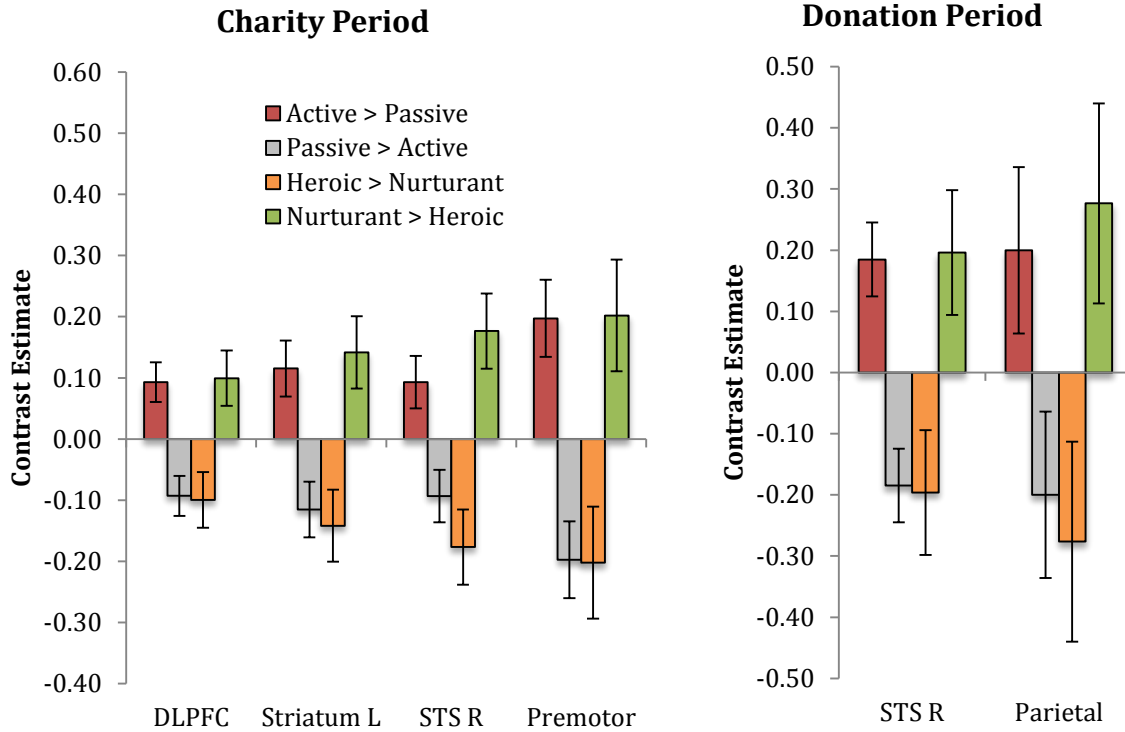 Charity Period
0.60
0.50
0.40
0.30
0.20
0.10
0.00
-0.10
-0.20
-0.30
-0.40
Contrast Estimate
Active > Passive
Passive > Active
Heroic > Nurturant
Nurturant > Heroic
DLPFC Striatum L STS R Premotor
Donation Period
0.50
0.40
0.30
0.20
0.10
0.00
-0.10
-0.20
-0.30
-0.40
-0.50
Contrast Estimate
STS R Parietal